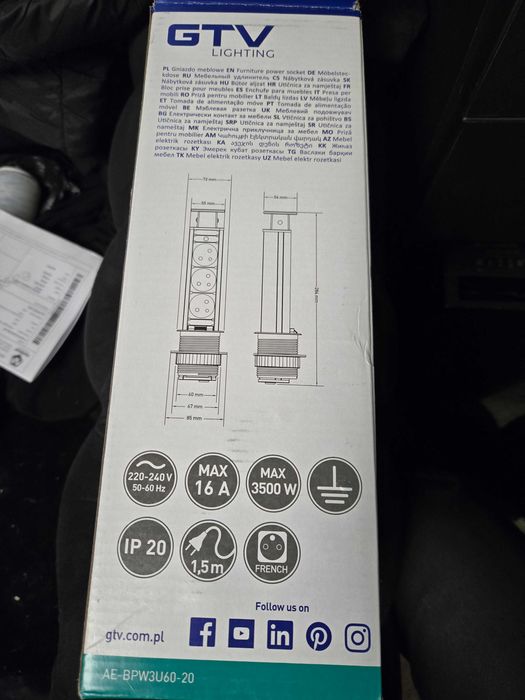 GTV
LIGHTING
PL Gniazdo meblowe EN Furniture power socket DE Möbelstec-
kdose RU Мебельный удлинитель CS Nábytková zásuvka SK
Nábytková zásuvka HU Bútor aljzat HR Utičnica za namještaj FR
Bloc prise pour meubles ES Enchufe para muebles IT Presa per
mobili RO Priză pentru mobilier LT Baldų lizdas LV Mēbeļu ligzda
ET Tomada de alimentação móve PT Tomada de alimentação
móvel BE Мэблевая разетка UK Меблевий подовжувач
BG Електрически контакт за мебели SL Vtičnica za pohištvo BS
Utičnica za namještaj SRP Utičnica za namještaj SR Utičnica za
nameštaj MK Електрична приклучница за мебел MO Priză
pentru mobilier AM Կահույքի էլեկտրական վարդակ AZ Mebel
elektrik rozetkası KA ავეჯის დენის როზეტი KK Жиһаз
розеткасы KY Эмерек кубат розеткасы TG Васлаки барқии
мебел TK Mebel elektrik rozetkasy UZ Mebel elektr rozetkasi
72 mm
55 mm
54 mm
60 mm
67 mm
85 mm
220-240V
50-60 Hz
MAX
16 A
MAX
3500 W
IP 20
1,5m
FRENCH
Follow us on
gtv.com.pl
AE-BPW3U60-20